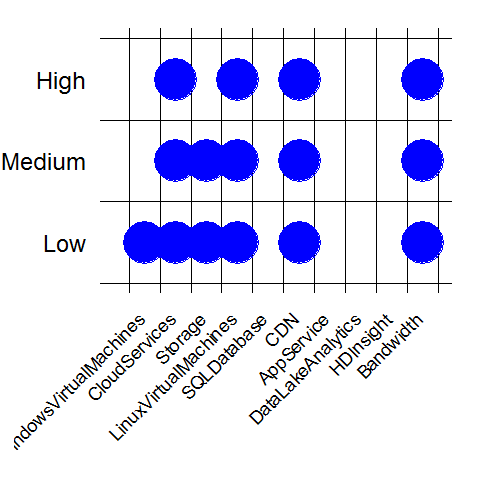 High
Medium
Low
ndowsVirtualMachines
CloudServices
Storage
LinuxVirtualMachines
SQLDatabase
CDN
AppService
DataLakeAnalytics
HDInsight
Bandwidth